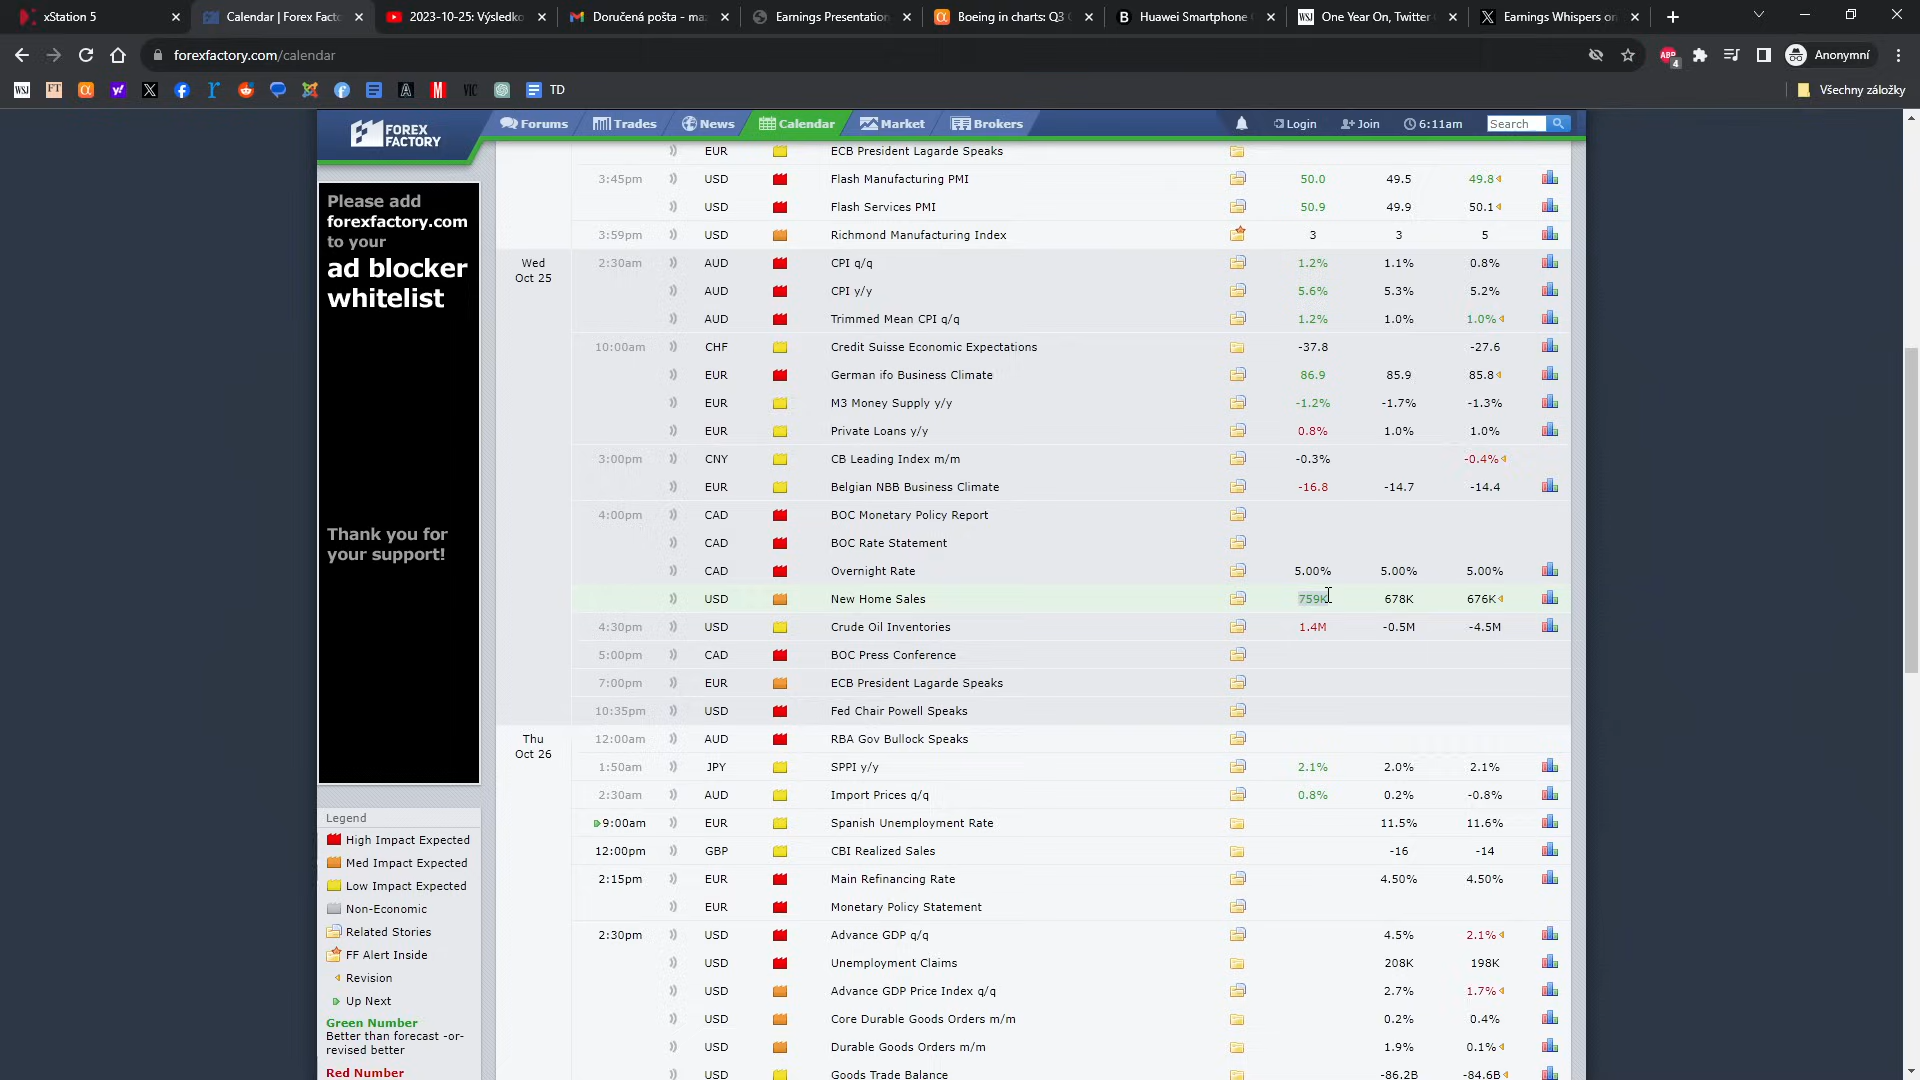 xStation 5
Calendar | Forex Facto
2023-10-25: Výsledko
Doručená pošta - ma
Earnings Presentation
Boeing in charts: Q3
Huawei Smartphone
One Year On, Twitter
Earnings Whispers on
forexfactory.com/calendar
4
Anonymní
TD
Všechny záložky
FOREX FACTORY
Forums
Trades
News
Calendar
Market
Brokers
Login
Join
6:11am
Search
Please add
forexfactory.com
to your
ad blocker
whitelist
Thank you for
your support!
EUR ECB President Lagarde Speaks
3:45pm USD Flash Manufacturing PMI 50.0 49.5 49.8
USD Flash Services PMI 50.9 49.9 50.1
3:59pm USD Richmond Manufacturing Index 3 3 5
Wed
Oct 25
2:30am AUD CPI q/q 1.2% 1.1% 0.8%
AUD CPI y/y 5.6% 5.3% 5.2%
AUD Trimmed Mean CPI q/q 1.2% 1.0% 1.0%
10:00am CHF Credit Suisse Economic Expectations -37.8 -27.6
EUR German ifo Business Climate 86.9 85.9 85.8
EUR M3 Money Supply y/y -1.2% -1.7% -1.3%
EUR Private Loans y/y 0.8% 1.0% 1.0%
3:00pm CNY CB Leading Index m/m -0.3% -0.4%
EUR Belgian NBB Business Climate -16.8 -14.7 -14.4
4:00pm CAD BOC Monetary Policy Report
CAD BOC Rate Statement
CAD Overnight Rate 5.00% 5.00% 5.00%
USD New Home Sales 759K 678K 676K
4:30pm USD Crude Oil Inventories 1.4M -0.5M -4.5M
5:00pm CAD BOC Press Conference
7:00pm EUR ECB President Lagarde Speaks
10:35pm USD Fed Chair Powell Speaks
Thu
Oct 26
12:00am AUD RBA Gov Bullock Speaks
1:50am JPY SPPI y/y 2.1% 2.0% 2.1%
2:30am AUD Import Prices q/q 0.8% 0.2% -0.8%
9:00am EUR Spanish Unemployment Rate 11.5% 11.6%
12:00pm GBP CBI Realized Sales -16 -14
2:15pm EUR Main Refinancing Rate 4.50% 4.50%
EUR Monetary Policy Statement
2:30pm USD Advance GDP q/q 4.5% 2.1%
USD Unemployment Claims 208K 198K
USD Advance GDP Price Index q/q 2.7% 1.7%
USD Core Durable Goods Orders m/m 0.2% 0.4%
USD Durable Goods Orders m/m 1.9% 0.1%
USD Goods Trade Balance -86.2B -84.6B
Legend
High Impact Expected
Med Impact Expected
Low Impact Expected
Non-Economic
Related Stories
FF Alert Inside
Revision
Up Next
Green Number
Better than forecast -or-
revised better
Red Number